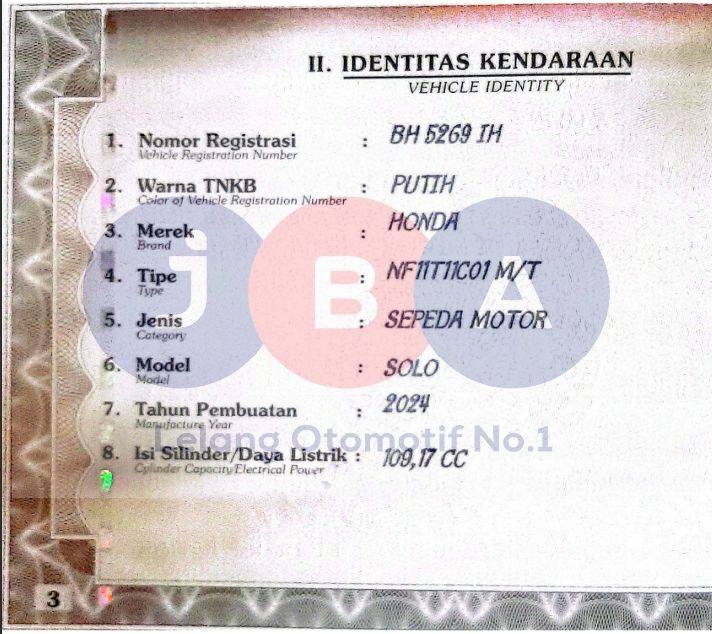 II. IDENTITAS KENDARAAN
VEHICLE IDENTITY
1. Nomor Registrasi : BH 5269 IH
Vehicle Registration Number
2. Warna TNKB : PUTIH
Color of Vehicle Registration Number
3. Merek : HONDA
Brand
4. Tipe : NF11T11C01 M/T
Type
5. Jenis : SEPEDA MOTOR
Category
6. Model : SOLO
Model
7. Tahun Pembuatan : 2024
Manufacture Year
8. Isi Silinder/Daya Listrik : 109,17 CC
Cylinder Capacity/Electrical Power
jBA
Lelang Otomotif No.1
3